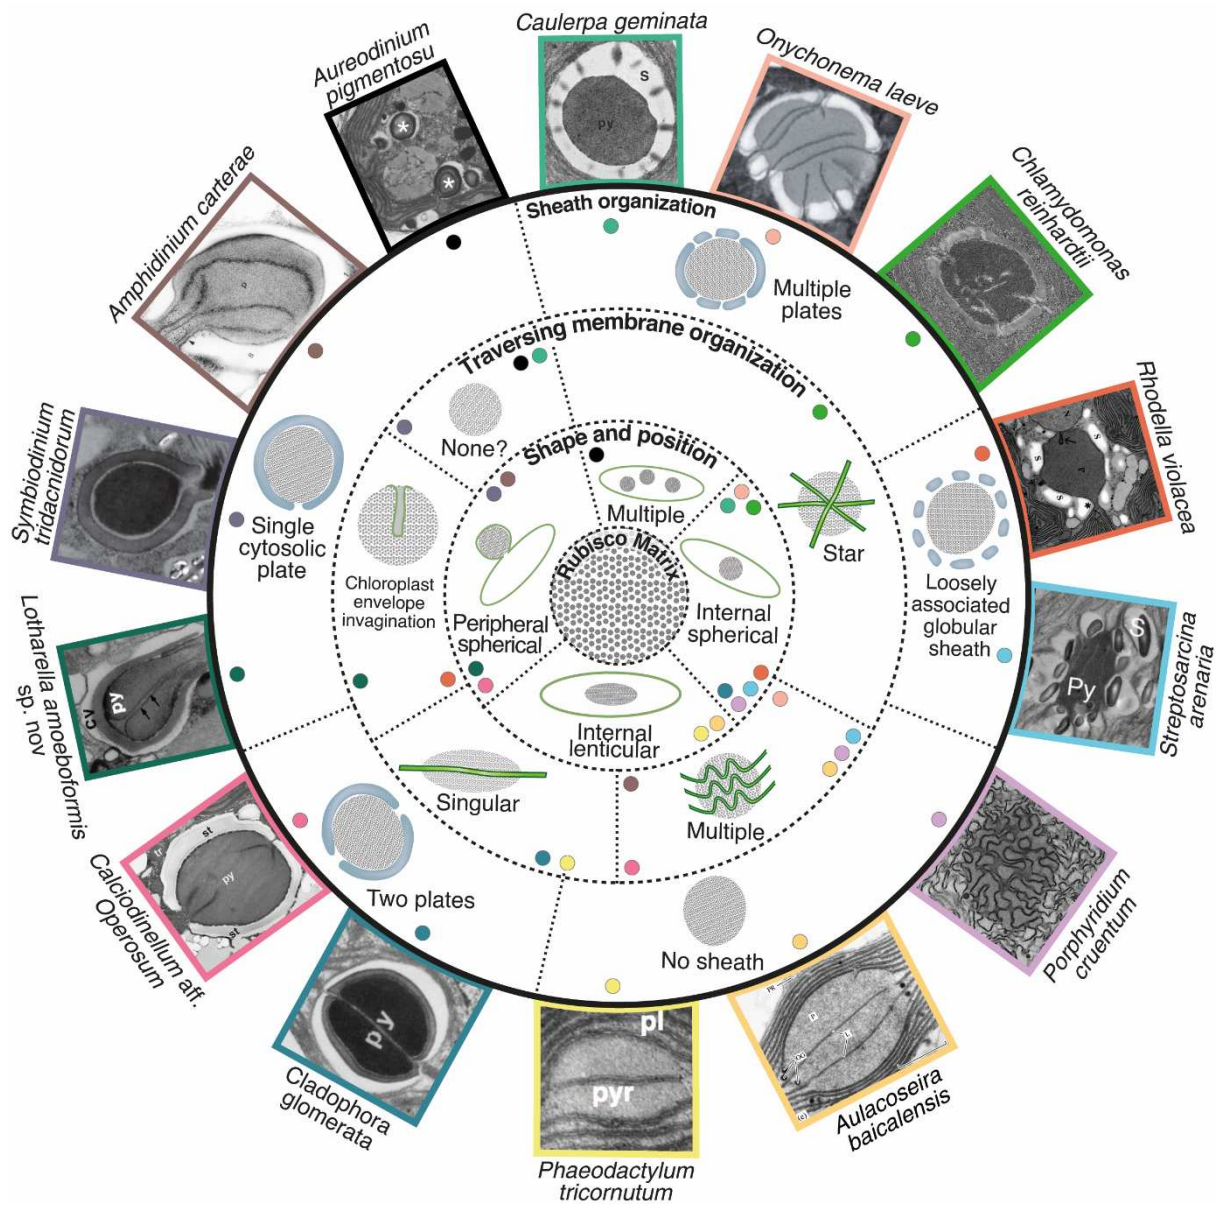 Caulerpa geminata
Onychonema laeve
Chlamydomonas
reinhardtii
Rhodella violacea
Streptosarcina
arenaria
Porphyridium
cruentum
Aulacoseira
baicalensis
Phaeodactylum
tricornutum
Cladophora
glomerata
Calciodinellum aff.
Operosum
Lotharella amoeboformis
sp. nov
Symbiodinium
tridacnidorum
Amphidinium carterae
Aureodinium
pigmentosu
s
py
S
S
S
S
Py
PR
P
L
OG
(e)
pl
pyr
py
st
tr
py
st
py
cv
*
*
Sheath organization
Multiple
plates
Loosely
associated
globular
sheath
No sheath
Two plates
Single
cytosolic
plate
Traversing membrane organization
None?
Star
Multiple
Singular
Chloroplast
envelope
invagination
Shape and position
Multiple
Internal
spherical
Internal
lenticular
Peripheral
spherical
Rubisco Matrix